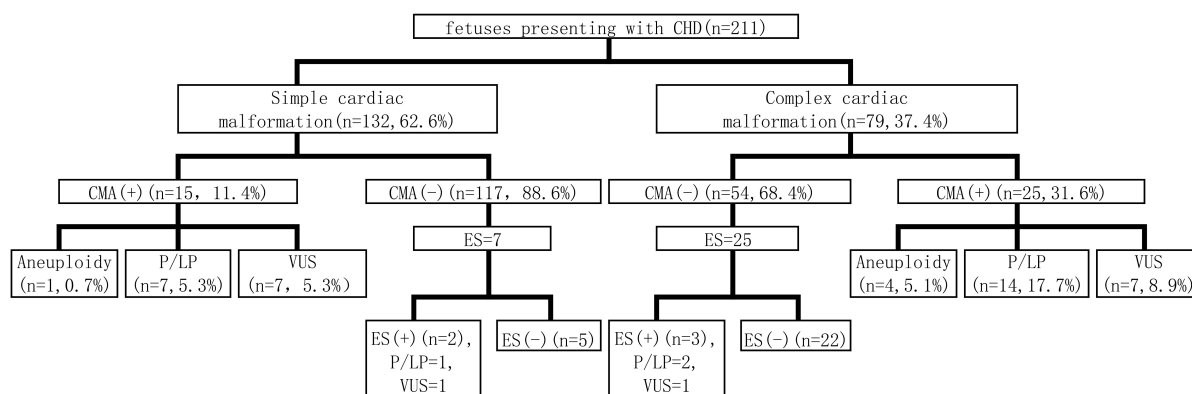 fetuses presenting with CHD(n=211)
Simple cardiac
malformation(n=132,62.6%)
Complex cardiac
malformation(n=79,37.4%)
CMA(+)(n=15, 11.4%)
CMA(-)(n=117, 88.6%)
CMA(-)(n=54,68.4%)
CMA(+)(n=25,31.6%)
Aneuploidy
(n=1,0.7%)
P/LP
(n=7,5.3%)
VUS
(n=7, 5.3%)
ES=7
ES=25
Aneuploidy
(n=4,5.1%)
P/LP
(n=14,17.7%)
VUS
(n=7,8.9%)
ES(+)(n=2),
P/LP=1,
VUS=1
ES(-)(n=5)
ES(+)(n=3),
P/LP=2,
VUS=1
ES(-)(n=22)